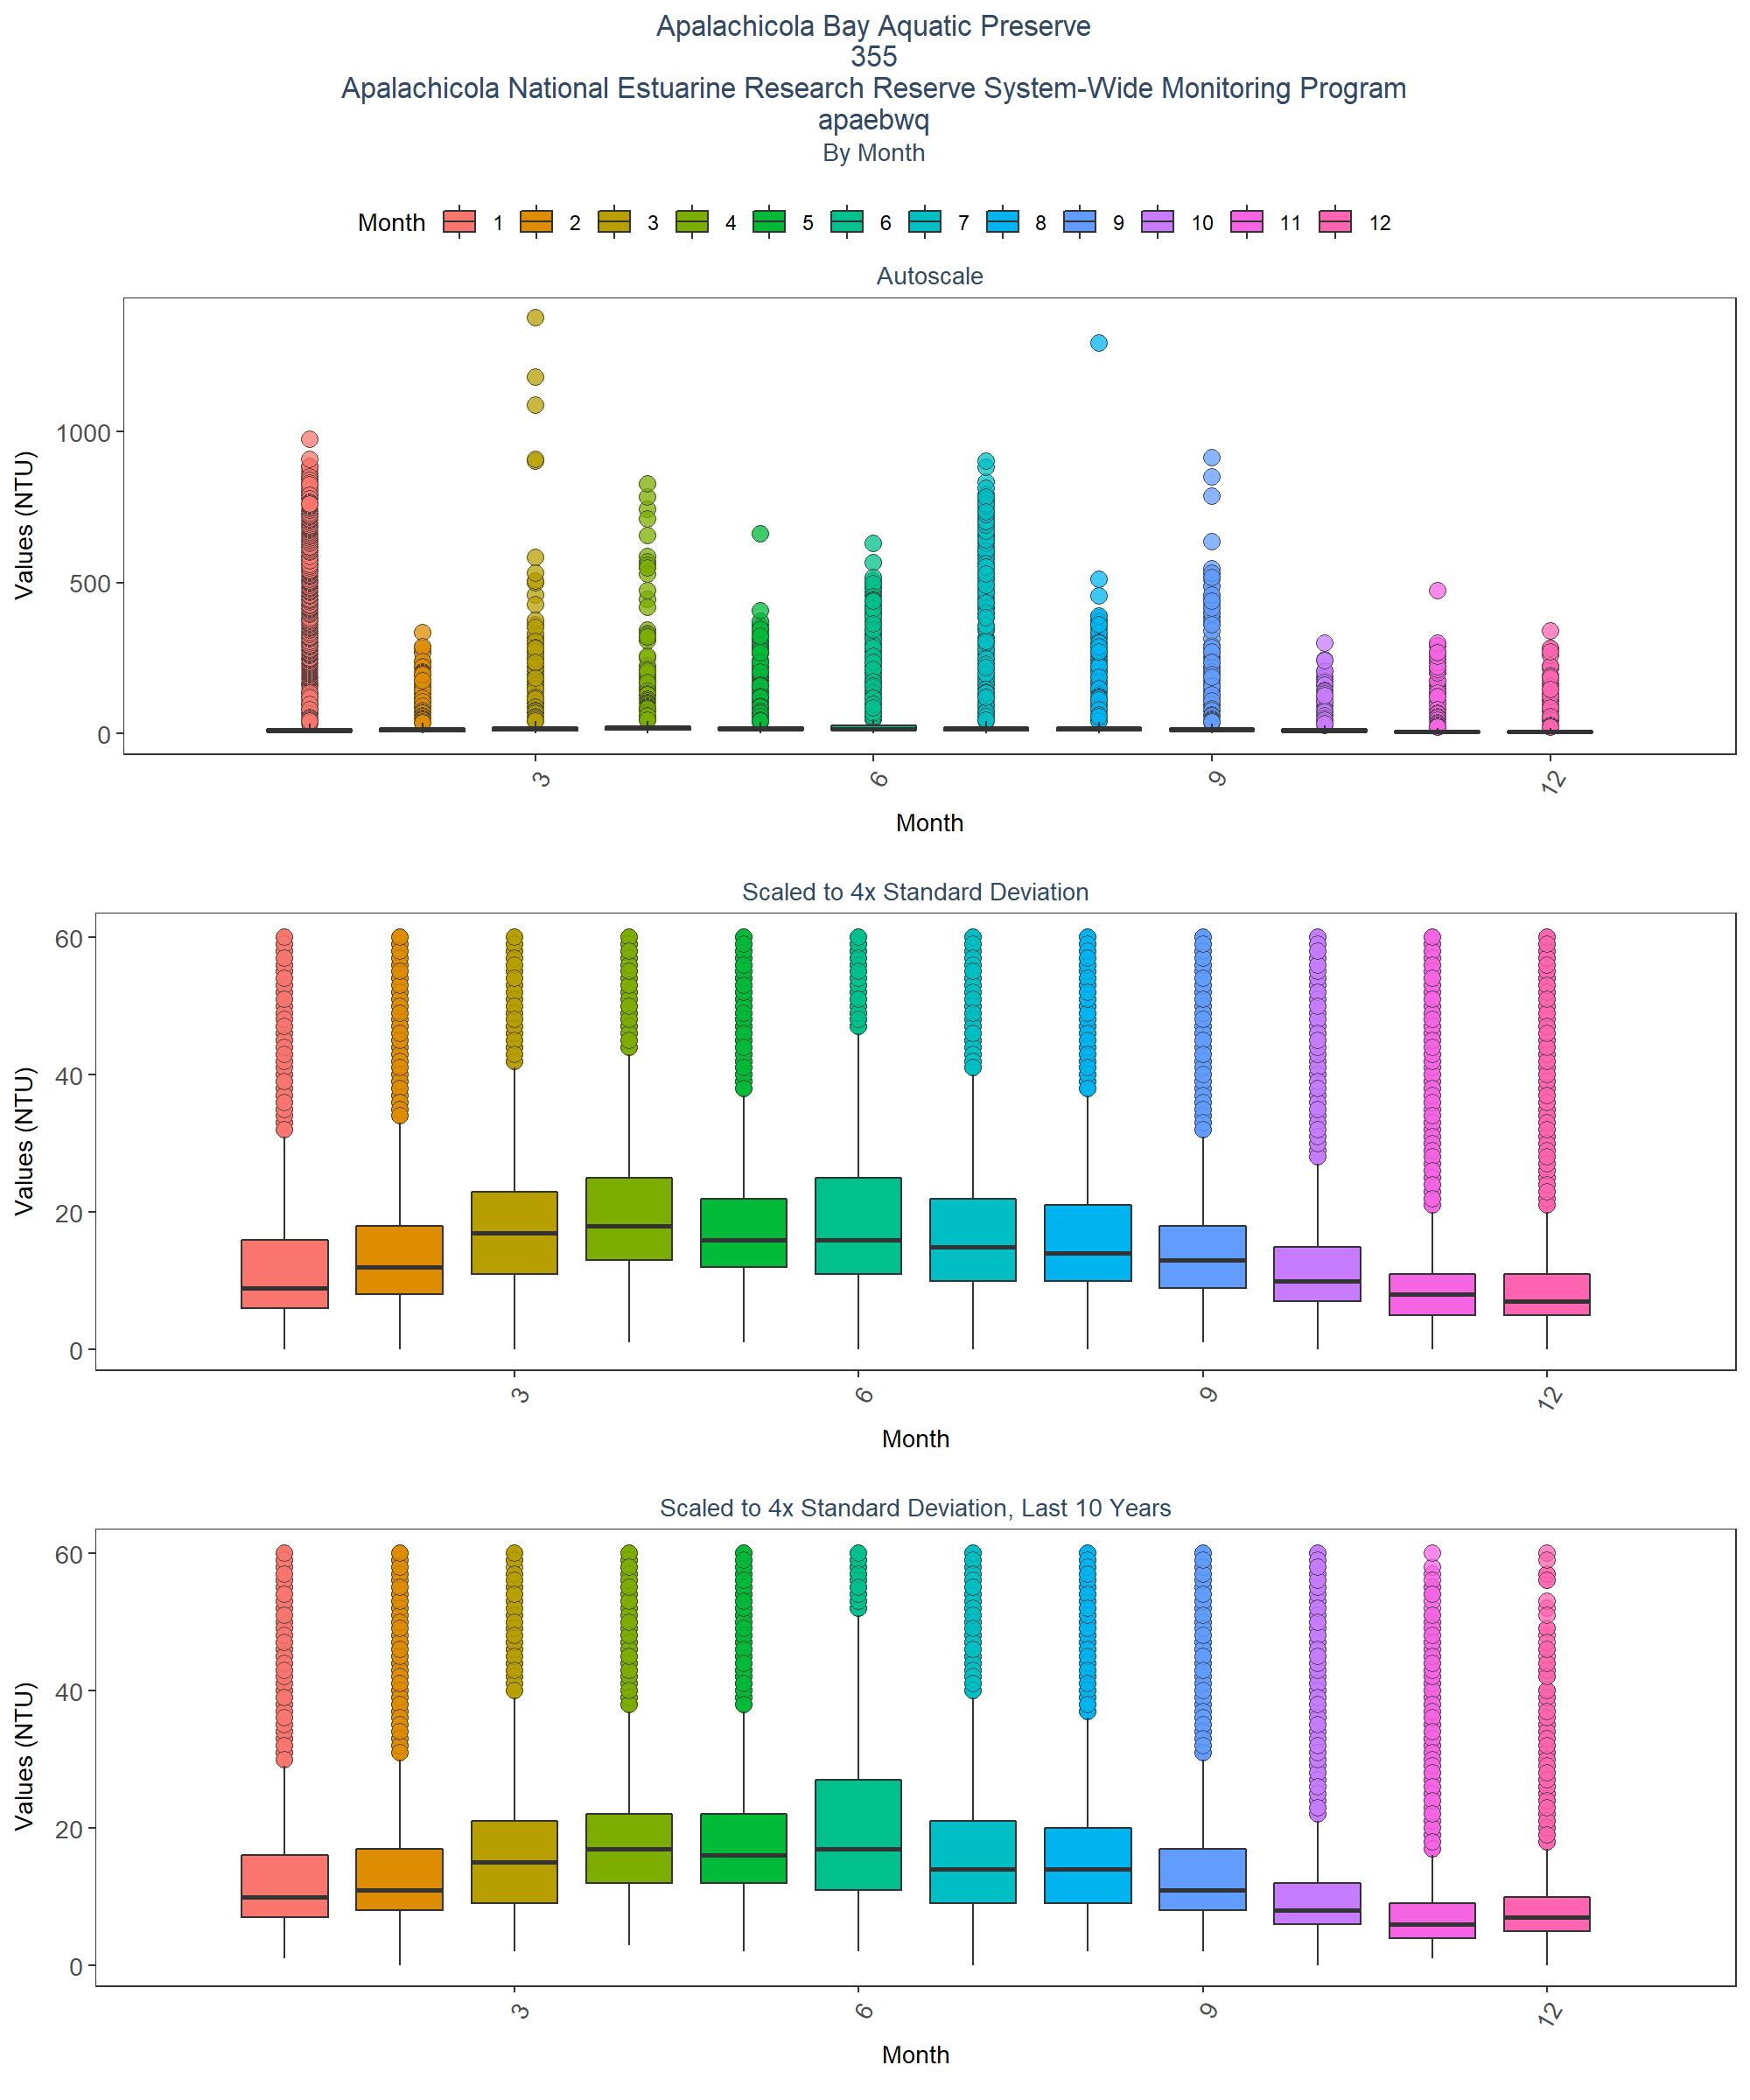 Apalachicola Bay Aquatic Preserve
355
Apalachicola National Estuarine Research Reserve System-Wide Monitoring Program
apaebwq
By Month
Month 1 2 3 4 5 6 7 8 9 10 11 12
Autoscale
Values (NTU)
1000
500
0
3 6 9 12
Month
Scaled to 4x Standard Deviation
Values (NTU)
60
40
20
0
3 6 9 12
Month
Scaled to 4x Standard Deviation, Last 10 Years
Values (NTU)
60
40
20
0
3 6 9 12
Month